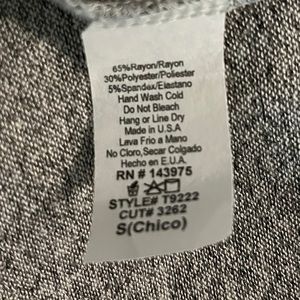 65%Rayon/Rayon
30%Polyester/Poliester
5%Spandex/Elastano
Hand Wash Cold
Do Not Bleach
Hang or Line Dry
Made in U.S.A
Lava Frio a Mano
No Cloro,Secar Colgado
Hecho en E.U.A.
RN # 143975
STYLE# T9222
CUT# 3262
S(Chico)